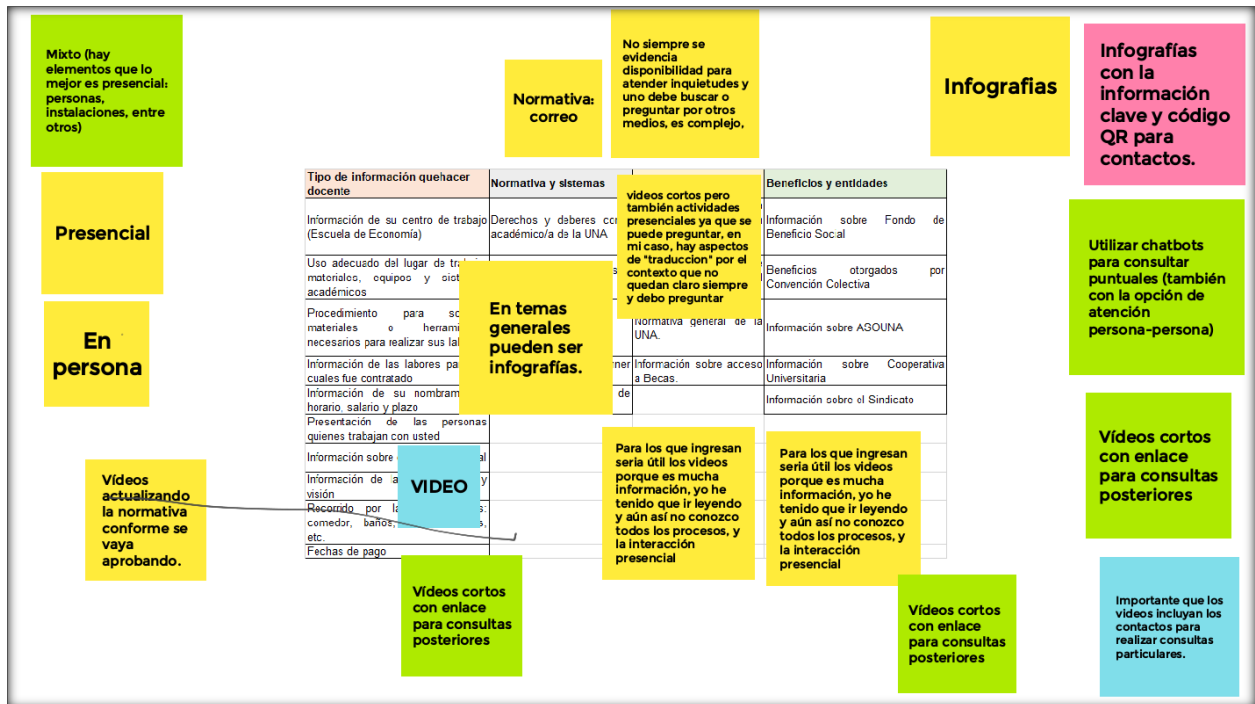 Mixto (hay
elementos que lo
mejor es presencial:
personas,
instalaciones, entre
otros)
Normativa:
correo
No siempre se
evidencia
disponibilidad para
atender inquietudes y
uno debe buscar o
preguntar por otros
medios, es complejo,
Infografias
Infografías
con la
información
clave y código
QR para
contactos.
Presencial
En
persona
Tipo de información quehacer
docente
Información de su centro de trabajo
(Escuela de Economía)
Uso adecuado del lugar de
materiales, equipos y
académicos
Procedimiento para
materiales o
necesarios para realizar sus
Información de las labores
cuales fue contratado
Información de su
horario, salario y plazo
Presentación de las personas
quienes trabajan con usted
Información sobre
Información de
y
visión
Recorrido por
comedor, baños,
etc.
Fechas de pago
Normativa y sistemas
Derechos y deberes
académico/a de la UNA
de
videos cortos pero
también actividades
presenciales ya que se
puede preguntar, en
mi caso, hay aspectos
de "traduccion" por el
contexto que no
quedan claro siempre
y debo preguntar
Normativa general de la
UNA.
Información sobre acceso
a Becas.
Beneficios y entidades
Información sobre Fondo de
Beneficio Social
Beneficios otorgados por
Convención Colectiva
Información sobre ASOUNA
Información sobre Cooperativa
Universitaria
Información sobre el Sindicato
En temas
generales
pueden ser
infografías.
Utilizar chatbots
para consultar
puntuales (también
con la opción de
atención
persona-persona)
Vídeos
actualizando
la normativa
conforme se
vaya
aprobando.
VIDEO
Para los que ingresan
seria útil los videos
porque es mucha
información, yo he
tenido que ir leyendo
y aún así no conozco
todos los procesos, y
la interacción
presencial
Para los que ingresan
seria útil los videos
porque es mucha
información, yo he
tenido que ir leyendo
y aún así no conozco
todos los procesos, y
la interacción
presencial
Vídeos cortos
con enlace
para consultas
posteriores
Vídeos cortos
con enlace
para consultas
posteriores
Vídeos cortos
con enlace
para consultas
posteriores
Importante que los
videos incluyan los
contactos para
realizar consultas
particulares.